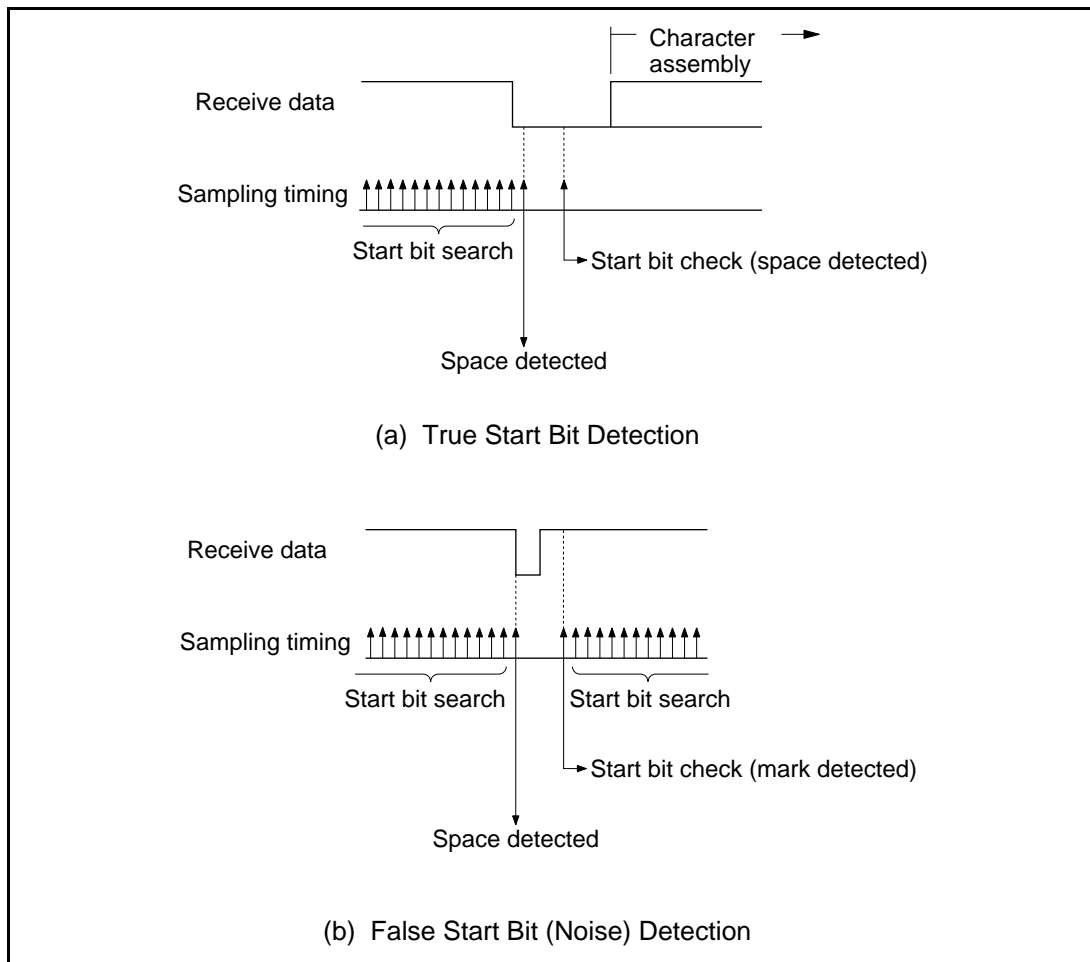 Character
assembly
Receive data
Sampling timing
Start bit search
Start bit check (space detected)
Space detected
(a) True Start Bit Detection
Receive data
Sampling timing
Start bit search
Start bit search
Start bit check (mark detected)
Space detected
(b) False Start Bit (Noise) Detection